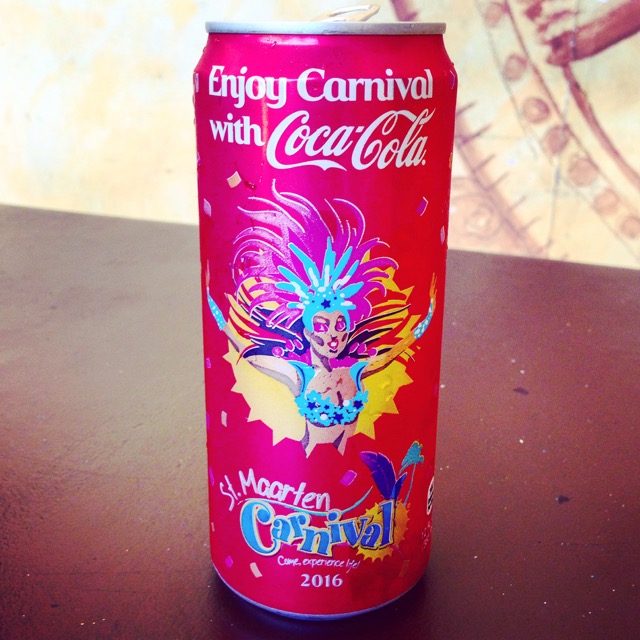 Enjoy Carnival
with Coca-Cola
St. Maarten
Carnival
Come, experience life!
2016